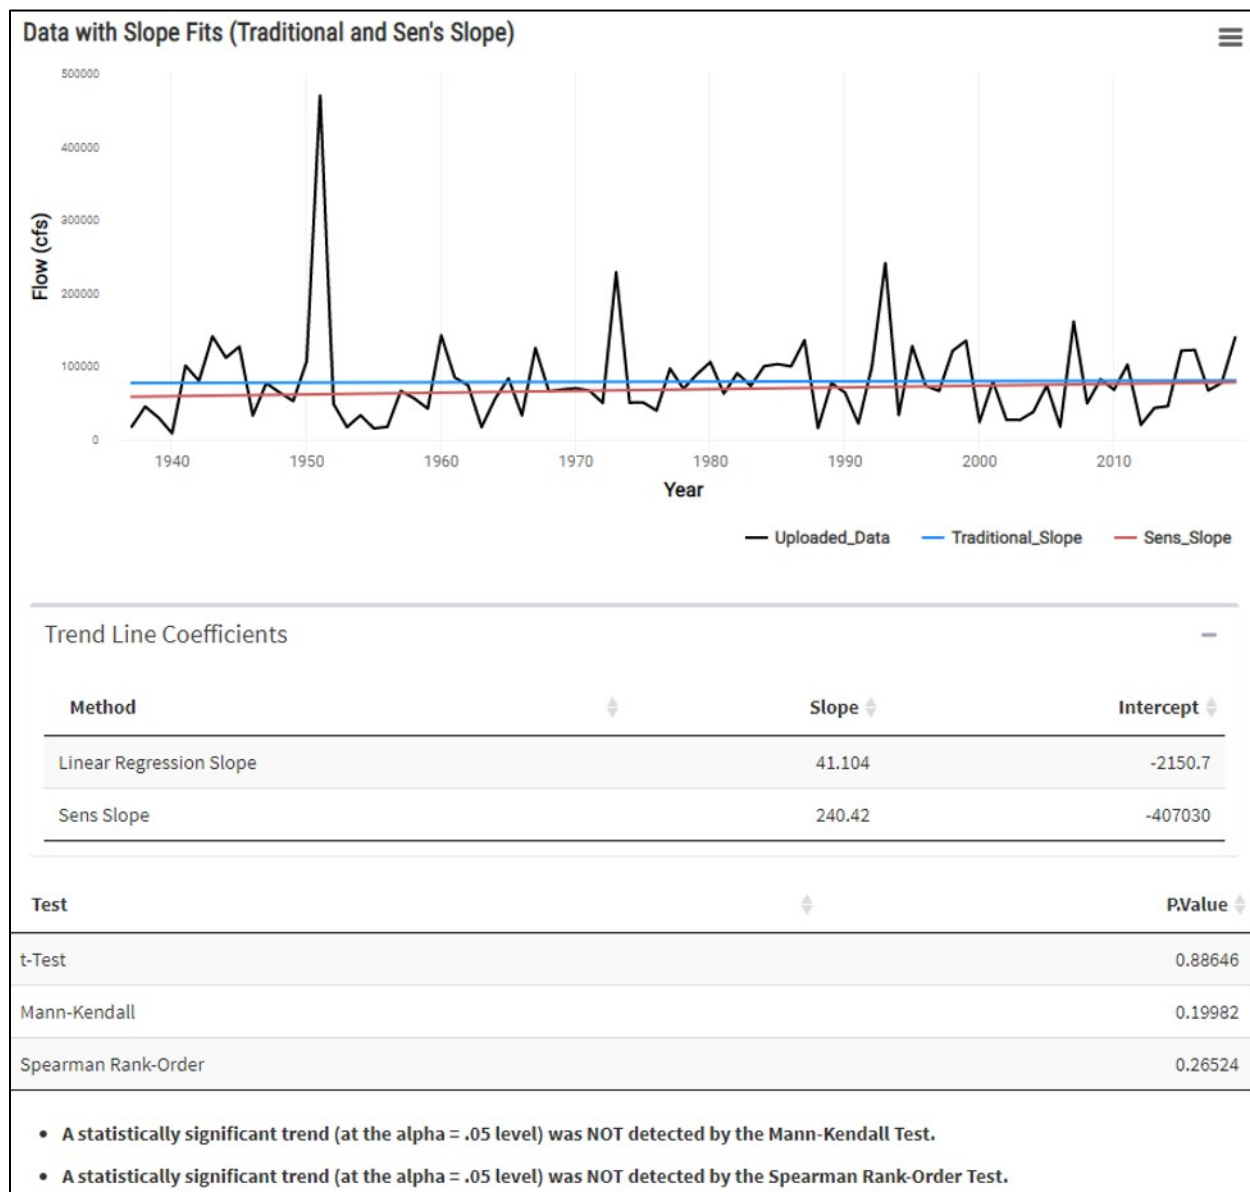 Data with Slope Fits (Traditional and Sen's Slope)
500000
400000
300000
200000
100000
0
Flow (cfs)
1940 1950 1960 1970 1980 1990 2000 2010
Year
Uploaded_Data Traditional_Slope Sens_Slope
Trend Line Coefficients
Method Slope Intercept
Linear Regression Slope 41.104 -2150.7
Sens Slope 240.42 -407030
Test P.Value
t-Test 0.88646
Mann-Kendall 0.19982
Spearman Rank-Order 0.26524
• A statistically significant trend (at the alpha = .05 level) was NOT detected by the Mann-Kendall Test.
• A statistically significant trend (at the alpha = .05 level) was NOT detected by the Spearman Rank-Order Test.